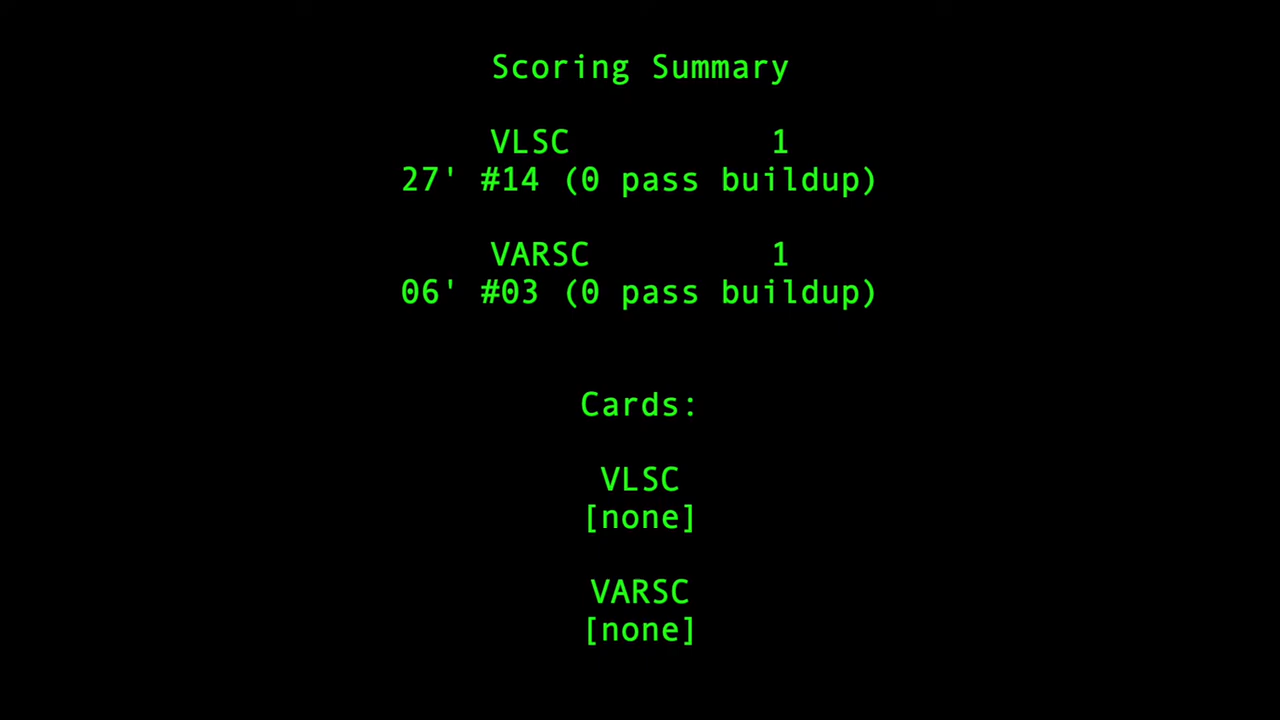 Scoring Summary
VLSC 1
27' #14 (0 pass buildup)
VARSC 1
06' #03 (0 pass buildup)
Cards:
VLSC
[none]
VARSC
[none]